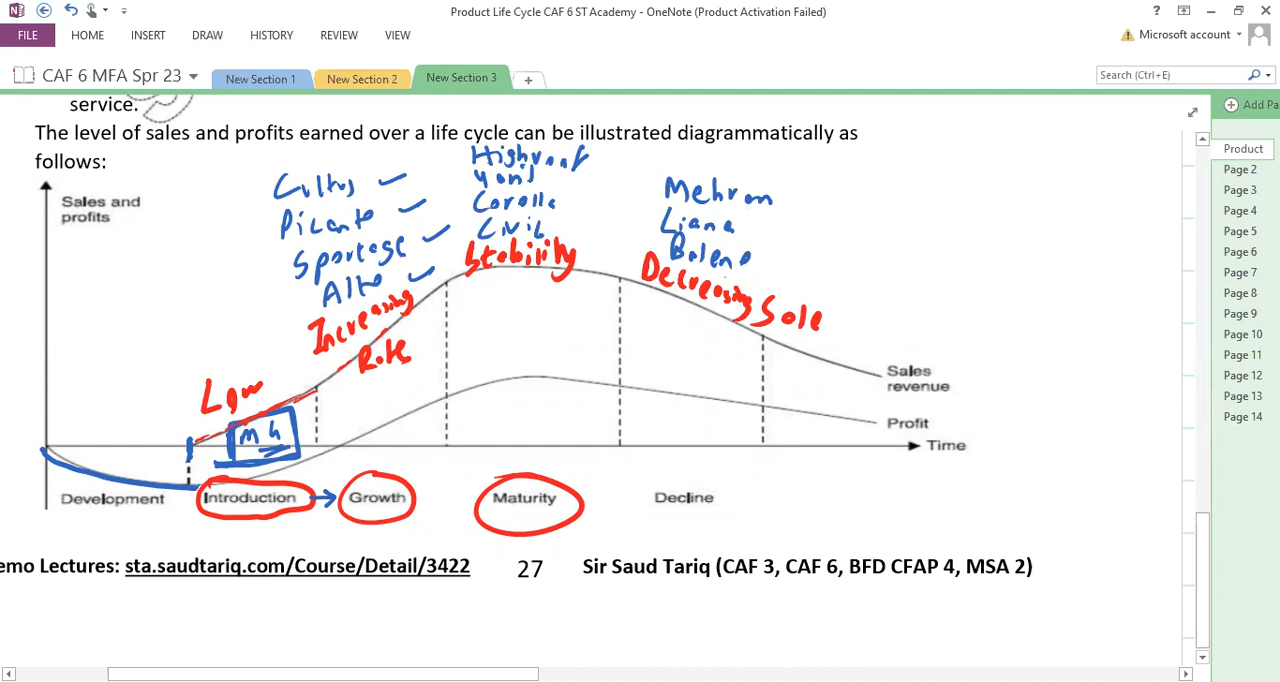 Product Life Cycle CAF 6 ST Academy - OneNote (Product Activation Failed)
FILE HOME INSERT DRAW HISTORY REVIEW VIEW
Microsoft account
CAF 6 MFA Spr 23
New Section 1
New Section 2
New Section 3
Search (Ctrl+E)
Add Pa
service.
The level of sales and profits earned over a life cycle can be illustrated diagrammatically as
follows:
Sales and
profits
Cultus
Picanto
Sportage
Alto
Increasing
Rate
Low
Corolla
Civic
Stability
Mehran
Liana
Baleno
Decreasing Sale
Sales
revenue
Profit
Time
Development
Introduction
Growth
Maturity
Decline
emo Lectures: sta.saudtariq.com/Course/Detail/3422
27
Sir Saud Tariq (CAF 3, CAF 6, BFD CFAP 4, MSA 2)
Product
Page 2
Page 3
Page 4
Page 5
Page 6
Page 7
Page 8
Page 9
Page 10
Page 11
Page 12
Page 13
Page 14